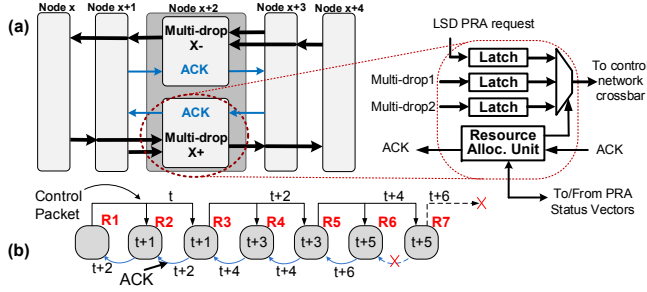 Node x Node x+1 Node x+2 Node x+3 Node x+4
(a)
Multi-drop
X-
ACK
ACK
Multi-drop
X+
LSD PRA request
Latch
Multi-drop1
Latch
Multi-drop2
Latch
To control
network
crossbar
Resource
Alloc. Unit
ACK
ACK
To/From PRA
Status Vectors
Control
Packet
t t+2 t+4 t+6
R1 R2 R3 R4 R5 R6 R7
(b)
t+1 t+1 t+3 t+3 t+5 t+5
t+2 t+2 t+4 t+4 t+6
ACK